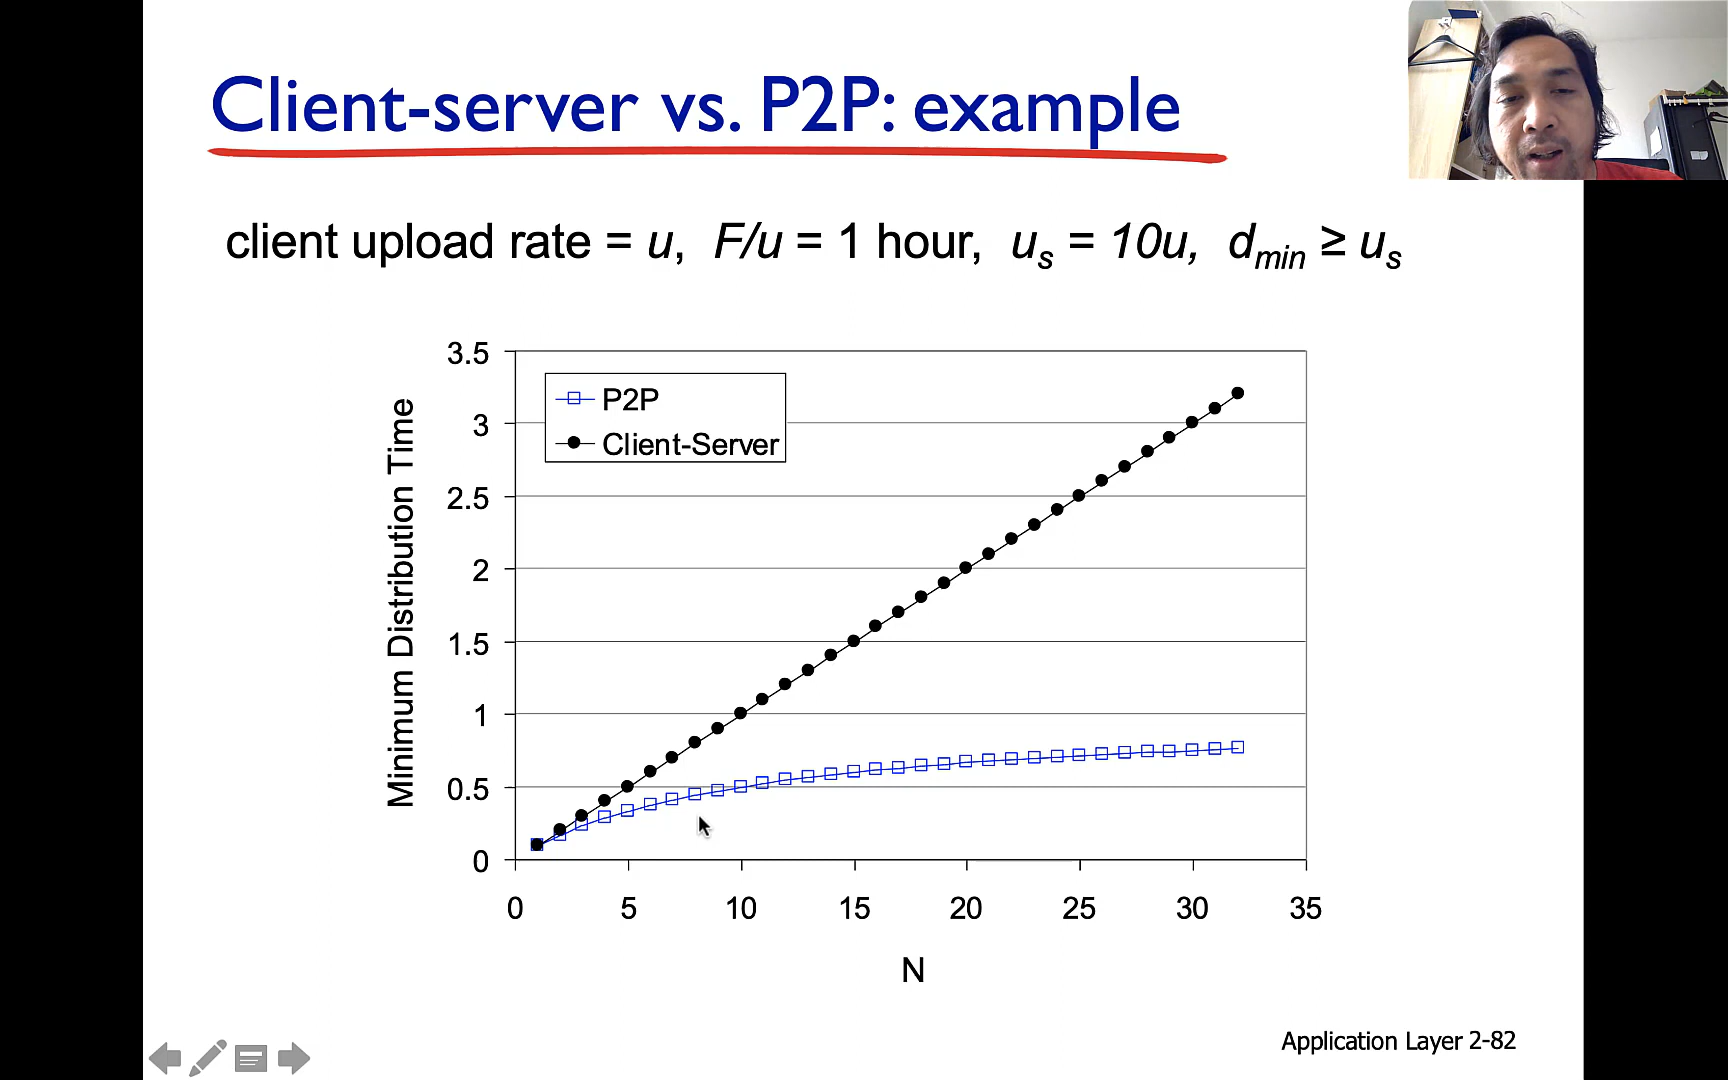 Client-server vs. P2P: example
client upload rate = u, F/u = 1 hour, us = 10u, dmin ≥ us
3.5
3
2.5
2
1.5
1
0.5
0
Minimum Distribution Time
P2P
Client-Server
0 5 10 15 20 25 30 35
N
Application Layer 2-82